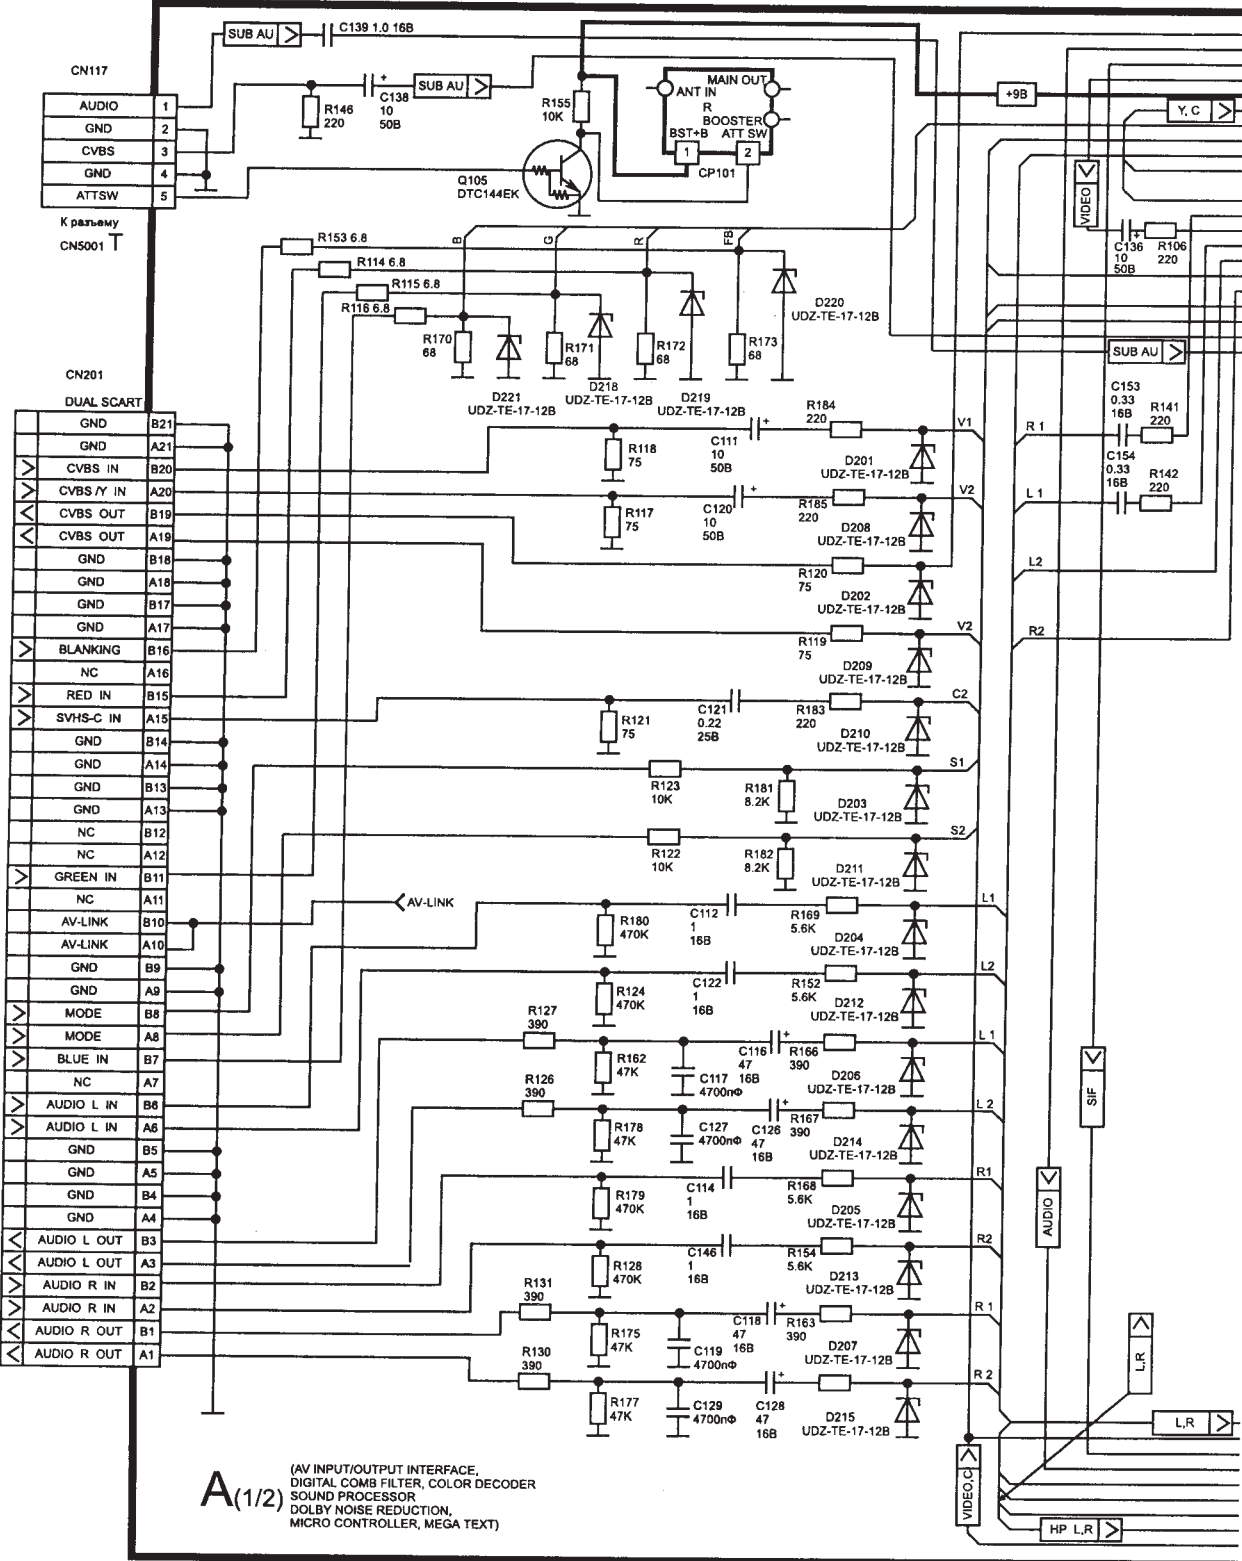 SUB AU
C139 1.0 16В
CN117
AUDIO 1
GND 2
CVBS 3
GND 4
ATTSW 5
К разъему
CN5001
R146
220
+
C138
10
50В
SUB AU
R155
10K
Q105
DTC144EK
MAIN OUT
ANT IN
R
BOOSTER
BST+B ATT SW
1 2
CP101
+9В
Y, C
VIDEO
+
C136
10
50В
R106
220
B
G
R
FB
R153 6.8
R114 6.8
R115 6.8
R116 6.8
R170
68
R171
68
R172
68
R173
68
D220
UDZ-TE-17-12B
D221
UDZ-TE-17-12B
D218
UDZ-TE-17-12B
D219
UDZ-TE-17-12B
SUB AU
CN201
DUAL SCART
GND B21
GND A21
CVBS IN B20
CVBS/Y IN A20
CVBS OUT B19
CVBS OUT A19
GND B18
GND A18
GND B17
GND A17
BLANKING B16
NC A16
RED IN B15
SVHS-C IN A15
GND B14
GND A14
GND B13
GND A13
NC B12
NC A12
GREEN IN B11
NC A11
AV-LINK B10
AV-LINK A10
GND B9
GND A9
MODE B8
MODE A8
BLUE IN B7
NC A7
AUDIO L IN B6
AUDIO L IN A6
GND B5
GND A5
GND B4
GND A4
AUDIO L OUT B3
AUDIO L OUT A3
AUDIO R IN B2
AUDIO R IN A2
AUDIO R OUT B1
AUDIO R OUT A1
R118
75
C111
10
50В
+
R184
220
D201
UDZ-TE-17-12B
V1
R117
75
C120
10
50В
+
R185
220
D208
UDZ-TE-17-12B
V2
R120
75
D202
UDZ-TE-17-12B
R119
75
D209
UDZ-TE-17-12B
V2
R121
75
C121
0.22
25В
R183
220
D210
UDZ-TE-17-12B
C2
R123
10K
R181
8.2K
D203
UDZ-TE-17-12B
S1
R122
10K
R182
8.2K
D211
UDZ-TE-17-12B
S2
AV-LINK
R180
470K
C112
1
16В
R169
5.6K
D204
UDZ-TE-17-12B
L1
R124
470K
C122
1
16В
R152
5.6K
D212
UDZ-TE-17-12B
L2
R127
390
R162
47K
C117
4700пФ
C116
47
16В
+
R166
390
D206
UDZ-TE-17-12B
L 1
R126
390
R178
47K
C127
4700пФ
C126
47
16В
+
R167
390
D214
UDZ-TE-17-12B
L 2
R179
470K
C114
1
16В
R168
5.6K
D205
UDZ-TE-17-12B
R1
R128
470K
C146
1
16В
R154
5.6K
D213
UDZ-TE-17-12B
R2
R131
390
R175
47K
C119
4700пФ
C118
47
16В
+
R163
390
D207
UDZ-TE-17-12B
R 1
R130
390
R177
47K
C129
4700пФ
C128
47
16В
+
D215
UDZ-TE-17-12B
R 2
R 1
C153
0.33
16В
R141
220
L 1
C154
0.33
16В
R142
220
L2
R2
SIF
AUDIO
L,R
L,R
VIDEO,C
HP L,R
A(1/2)
(AV INPUT/OUTPUT INTERFACE,
DIGITAL COMB FILTER, COLOR DECODER
SOUND PROCESSOR
DOLBY NOISE REDUCTION,
MICRO CONTROLLER, MEGA TEXT)